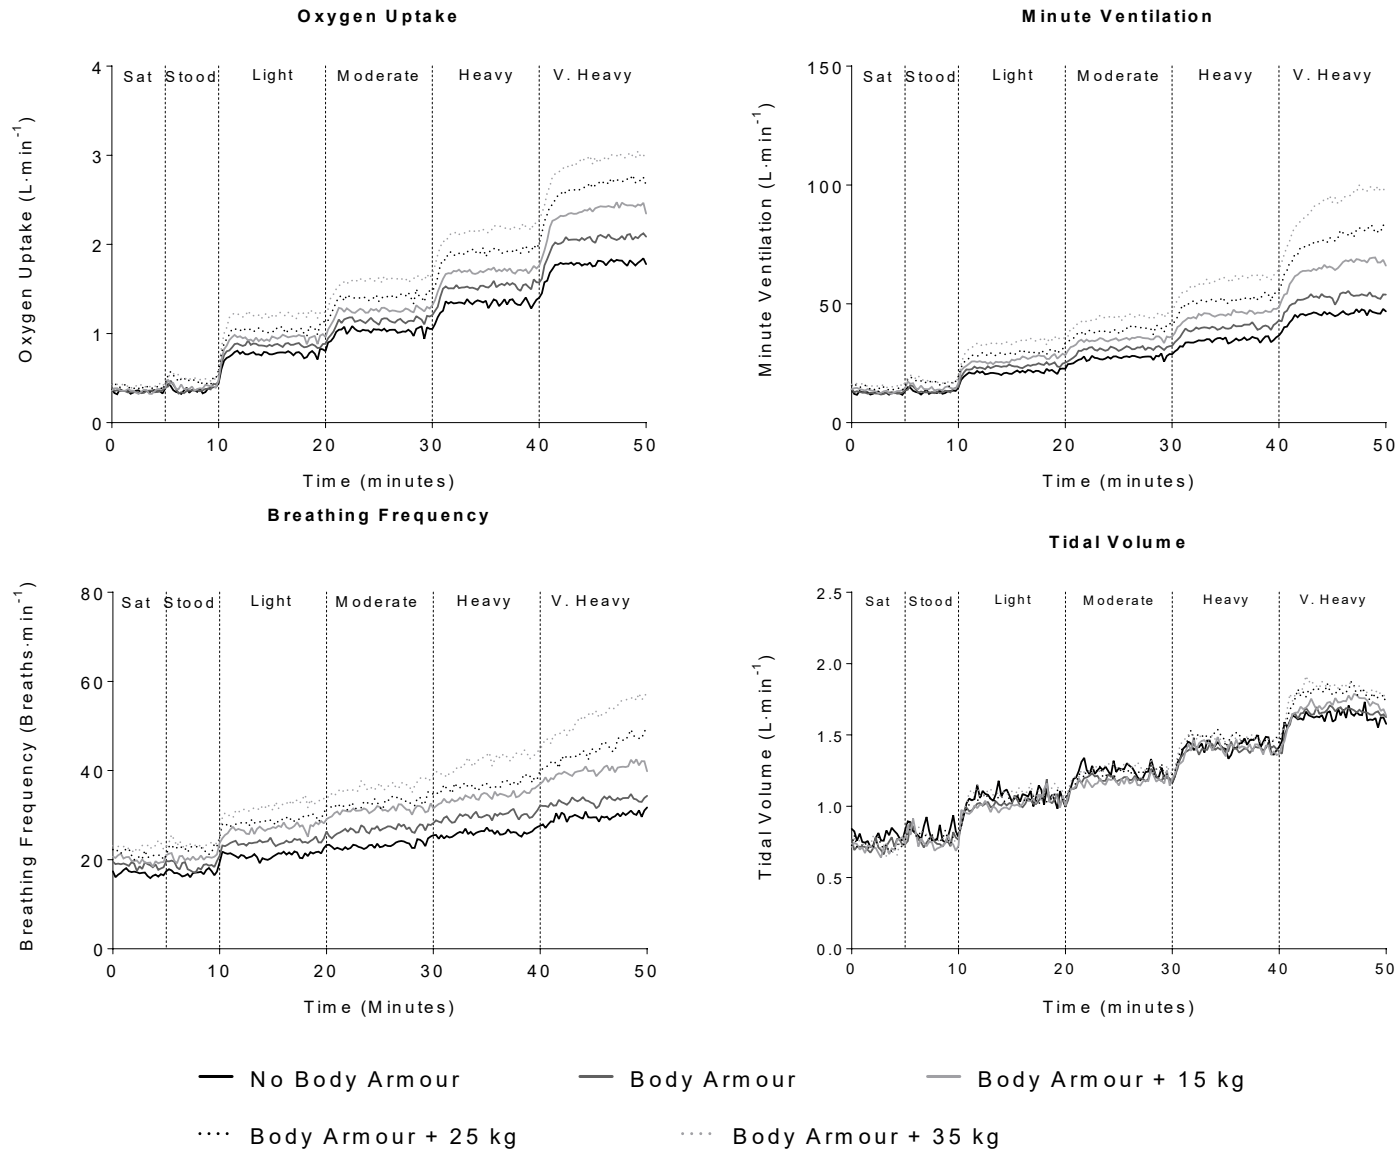 Oxygen Uptake
Minute Ventilation
4
3
2
1
0
Sat Stood Light Moderate Heavy V. Heavy
Oxygen Uptake (L·min-1)
0 10 20 30 40 50
Time (minutes)
150
100
50
0
Sat Stood Light Moderate Heavy V. Heavy
Minute Ventilation (L·min-1)
0 10 20 30 40 50
Time (minutes)
Breathing Frequency
80
60
40
20
0
Sat Stood Light Moderate Heavy V. Heavy
Breathing Frequency (Breaths·min-1)
0 10 20 30 40 50
Time (Minutes)
Tidal Volume
2.5
2.0
1.5
1.0
0.5
0.0
Sat Stood Light Moderate Heavy V. Heavy
Tidal Volume (L·min-1)
0 10 20 30 40 50
Time (minutes)
No Body Armour Body Armour Body Armour + 15 kg
Body Armour + 25 kg Body Armour + 35 kg